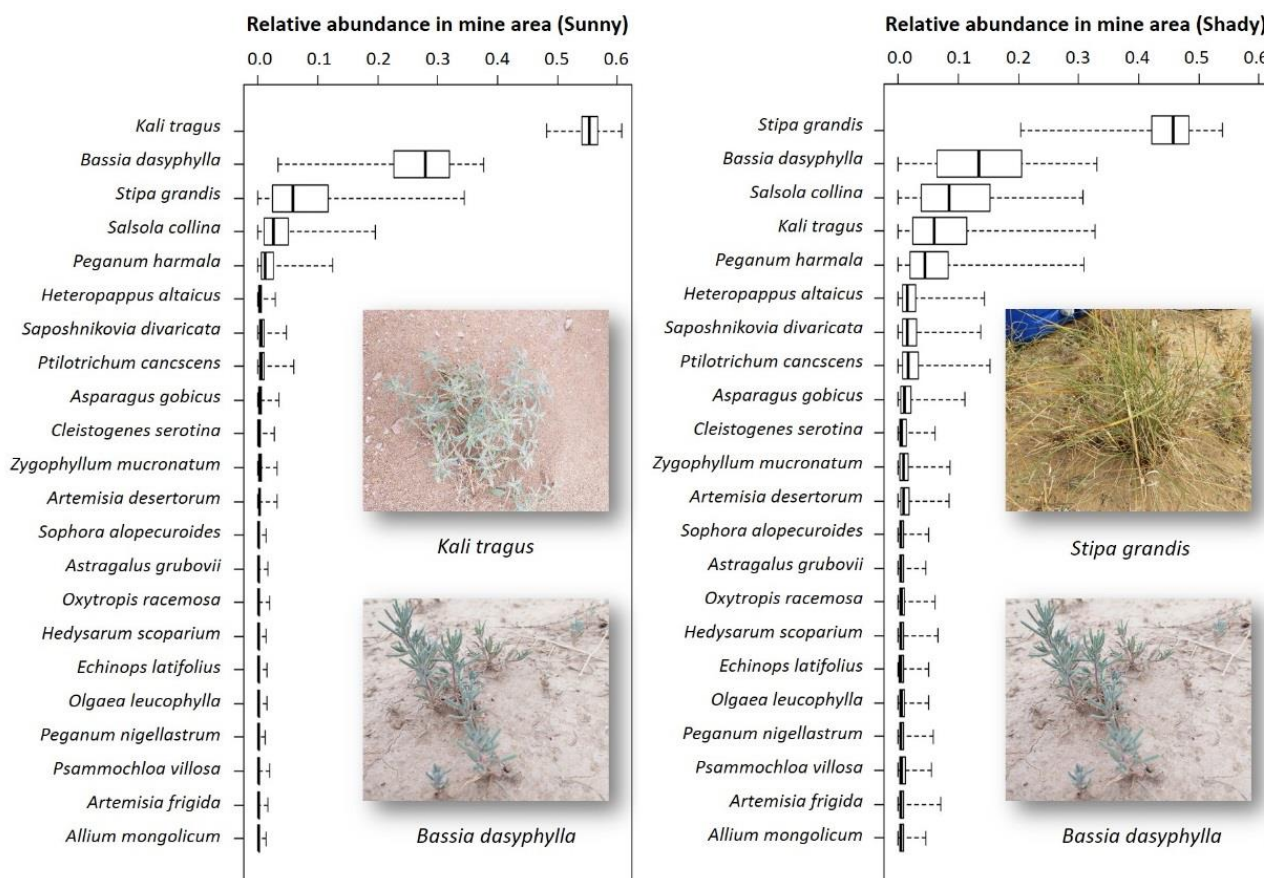 Relative abundance in mine area (Sunny)
0.0 0.1 0.2 0.3 0.4 0.5 0.6
Kali tragus
Bassia dasyphylla
Stipa grandis
Salsola collina
Peganum harmala
Heteropappus altaicus
Saposhnikovia divaricata
Ptilotrichum cancscens
Asparagus gobicus
Cleistogenes serotina
Zygophyllum mucronatum
Artemisia desertorum
Sophora alopecuroides
Astragalus grubovii
Oxytropis racemosa
Hedysarum scoparium
Echinops latifolius
Olgaea leucophylla
Peganum nigellastrum
Psammochloa villosa
Artemisia frigida
Allium mongolicum
Kali tragus
Bassia dasyphylla
Relative abundance in mine area (Shady)
0.0 0.1 0.2 0.3 0.4 0.5 0.6
Stipa grandis
Bassia dasyphylla
Salsola collina
Kali tragus
Peganum harmala
Heteropappus altaicus
Saposhnikovia divaricata
Ptilotrichum cancscens
Asparagus gobicus
Cleistogenes serotina
Zygophyllum mucronatum
Artemisia desertorum
Sophora alopecuroides
Astragalus grubovii
Oxytropis racemosa
Hedysarum scoparium
Echinops latifolius
Olgaea leucophylla
Peganum nigellastrum
Psammochloa villosa
Artemisia frigida
Allium mongolicum
Stipa grandis
Bassia dasyphylla